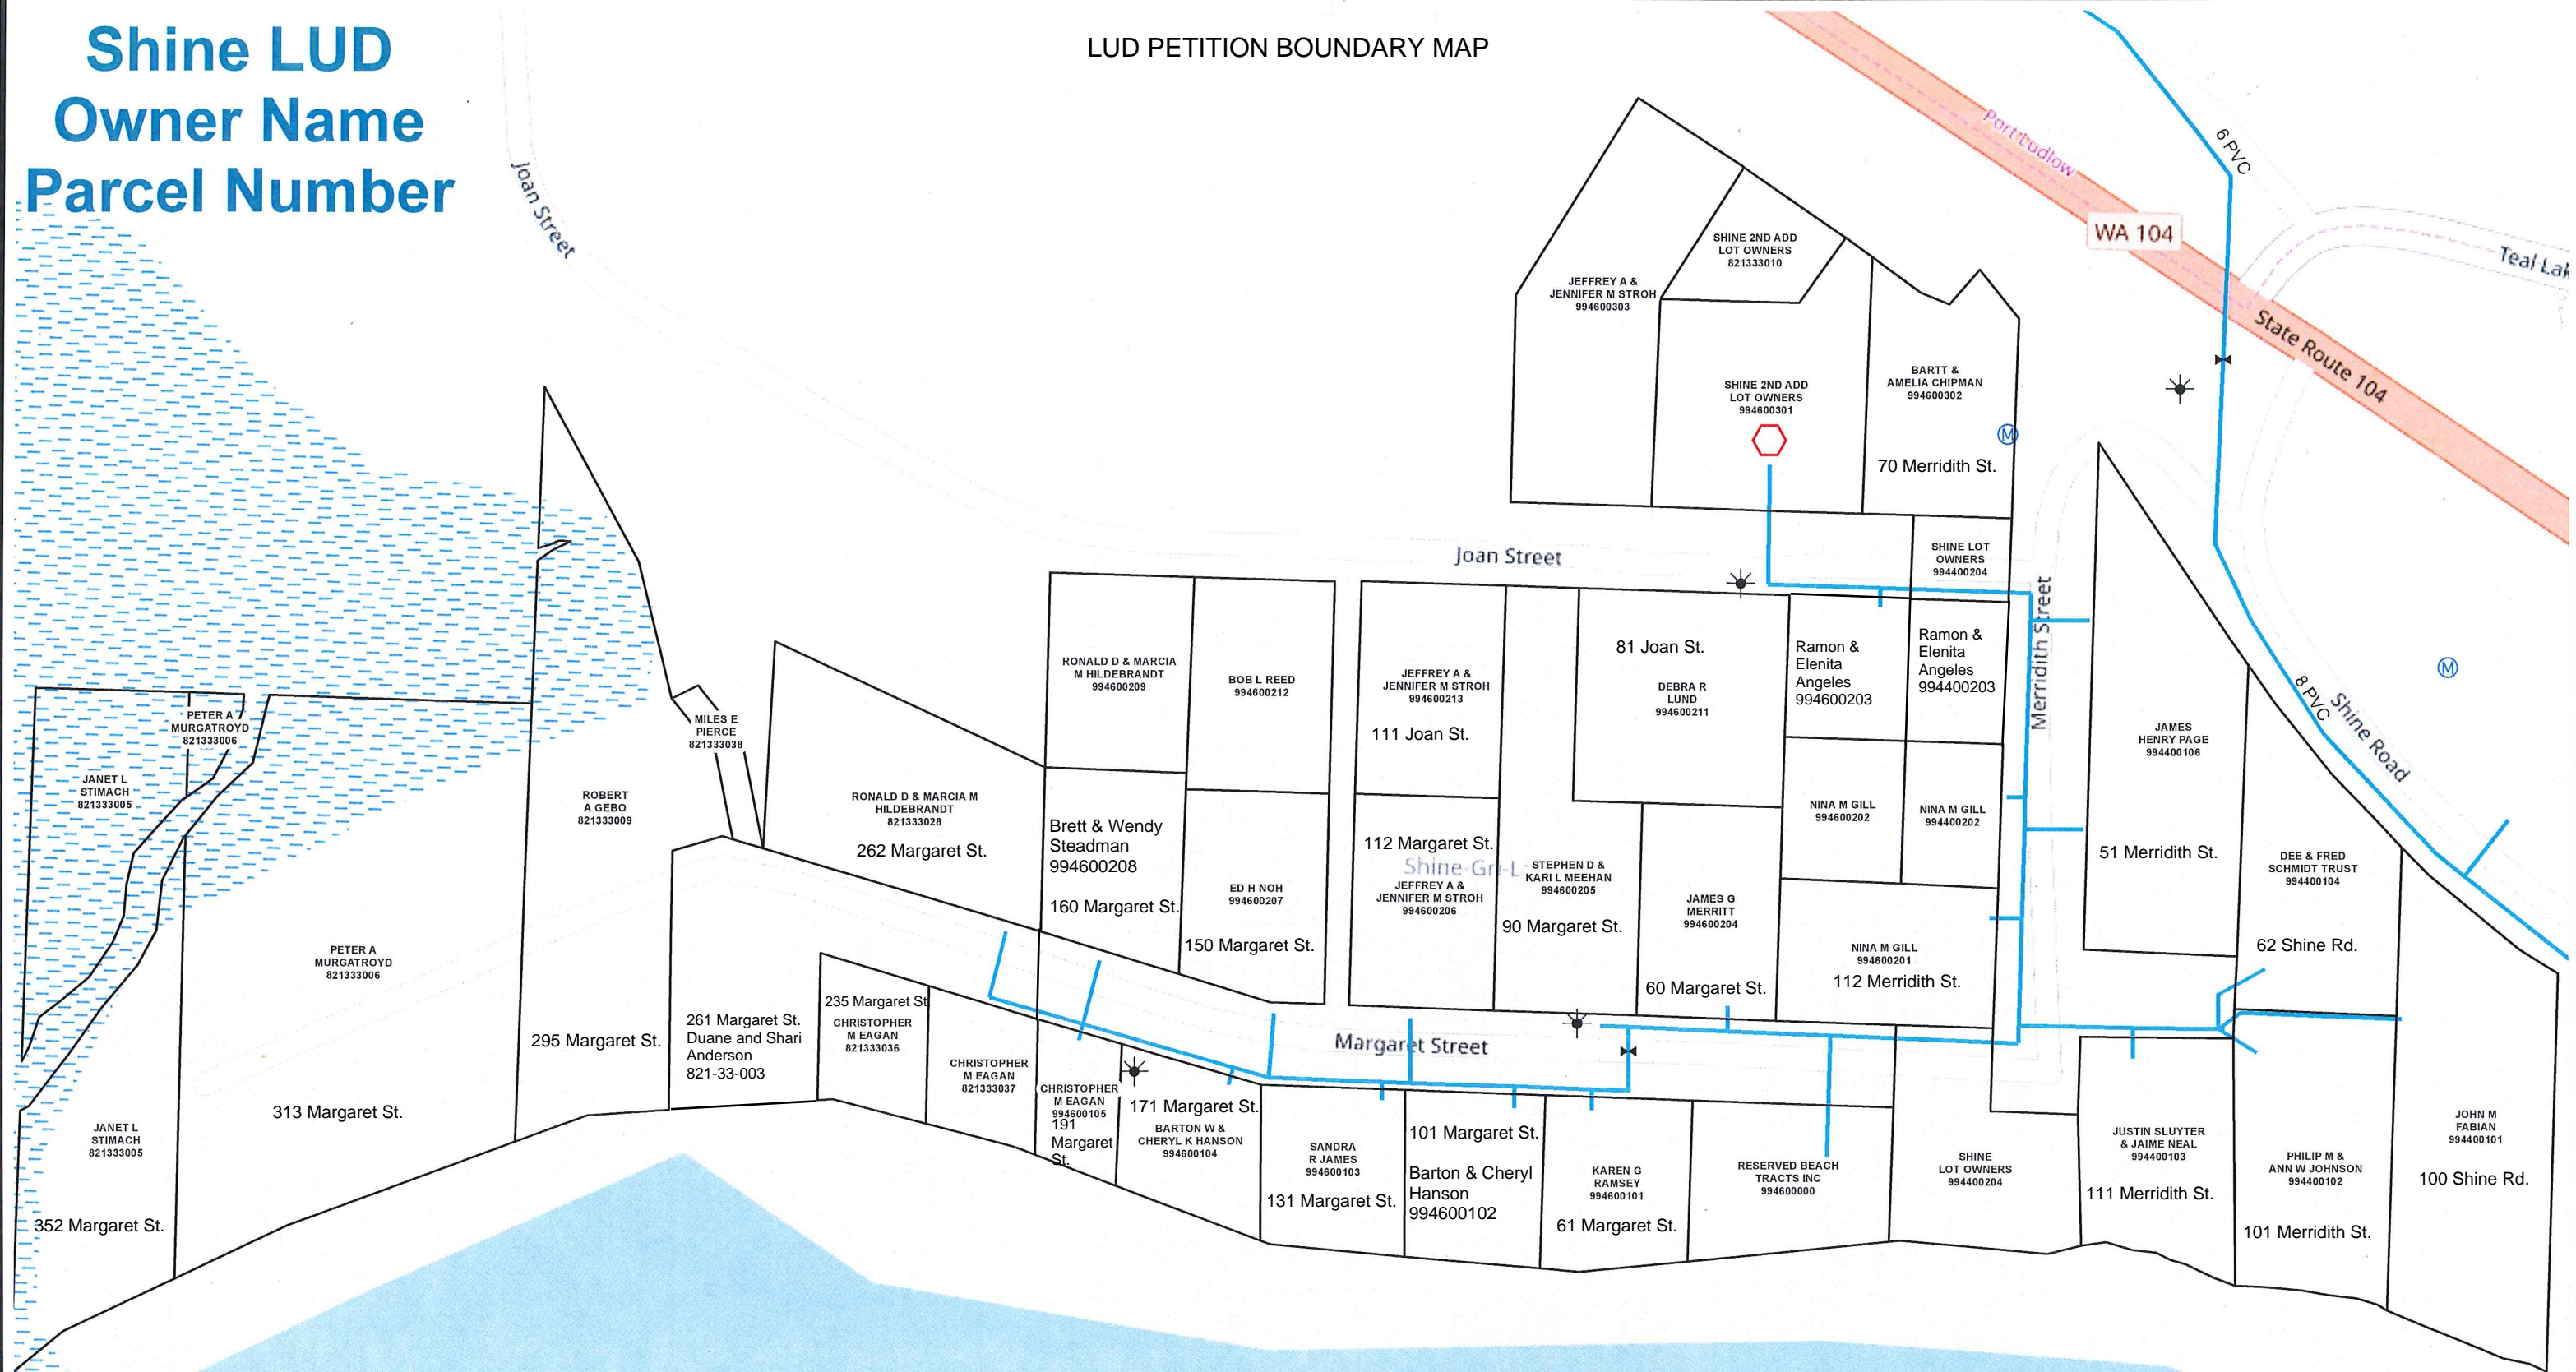 Shine LUD
Owner Name
Parcel Number
LUD PETITION BOUNDARY MAP
Joan Street
Port Ludlow
6 PVC
WA 104
Teal Lak
State Route 104
SHINE 2ND ADD
LOT OWNERS
821333010
JEFFREY A &
JENNIFER M STROH
994600303
SHINE 2ND ADD
LOT OWNERS
994600301
BARTT &
AMELIA CHIPMAN
994600302
M
70 Merridith St.
Joan Street
SHINE LOT
OWNERS
994400204
Merridith Street
M
8 PVC
Shine Road
RONALD D & MARCIA
M HILDEBRANDT
994600209
BOB L REED
994600212
JEFFREY A &
JENNIFER M STROH
994600213
111 Joan St.
81 Joan St.
DEBRA R
LUND
994600211
Ramon &
Elenita
Angeles
994600203
Ramon &
Elenita
Angeles
994400203
JAMES
HENRY PAGE
994400106
51 Merridith St.
PETER A
MURGATROYD
821333006
JANET L
STIMACH
821333005
ROBERT
A GEBO
821333009
MILES E
PIERCE
821333038
RONALD D & MARCIA M
HILDEBRANDT
821333028
262 Margaret St.
Brett & Wendy
Steadman
994600208
160 Margaret St.
ED H NOH
994600207
150 Margaret St.
112 Margaret St.
Shine-Gri-L
JEFFREY A &
JENNIFER M STROH
994600206
STEPHEN D &
KARI L MEEHAN
994600205
90 Margaret St.
JAMES G
MERRITT
994600204
60 Margaret St.
NINA M GILL
994600202
NINA M GILL
994400202
NINA M GILL
994600201
112 Merridith St.
DEE & FRED
SCHMIDT TRUST
994400104
62 Shine Rd.
PETER A
MURGATROYD
821333006
313 Margaret St.
295 Margaret St.
261 Margaret St.
Duane and Shari
Anderson
821-33-003
235 Margaret St
CHRISTOPHER
M EAGAN
821333036
CHRISTOPHER
M EAGAN
821333037
CHRISTOPHER
M EAGAN
994600105
191
Margaret
St.
171 Margaret St.
BARTON W &
CHERYL K HANSON
994600104
Margaret Street
SANDRA
R JAMES
994600103
131 Margaret St.
101 Margaret St.
Barton & Cheryl
Hanson
994600102
KAREN G
RAMSEY
994600101
61 Margaret St.
RESERVED BEACH
TRACTS INC
994600000
SHINE
LOT OWNERS
994400204
JUSTIN SLUYTER
& JAIME NEAL
994400103
111 Merridith St.
PHILIP M &
ANN W JOHNSON
994400102
101 Merridith St.
JOHN M
FABIAN
994400101
100 Shine Rd.
JANET L
STIMACH
821333005
352 Margaret St.